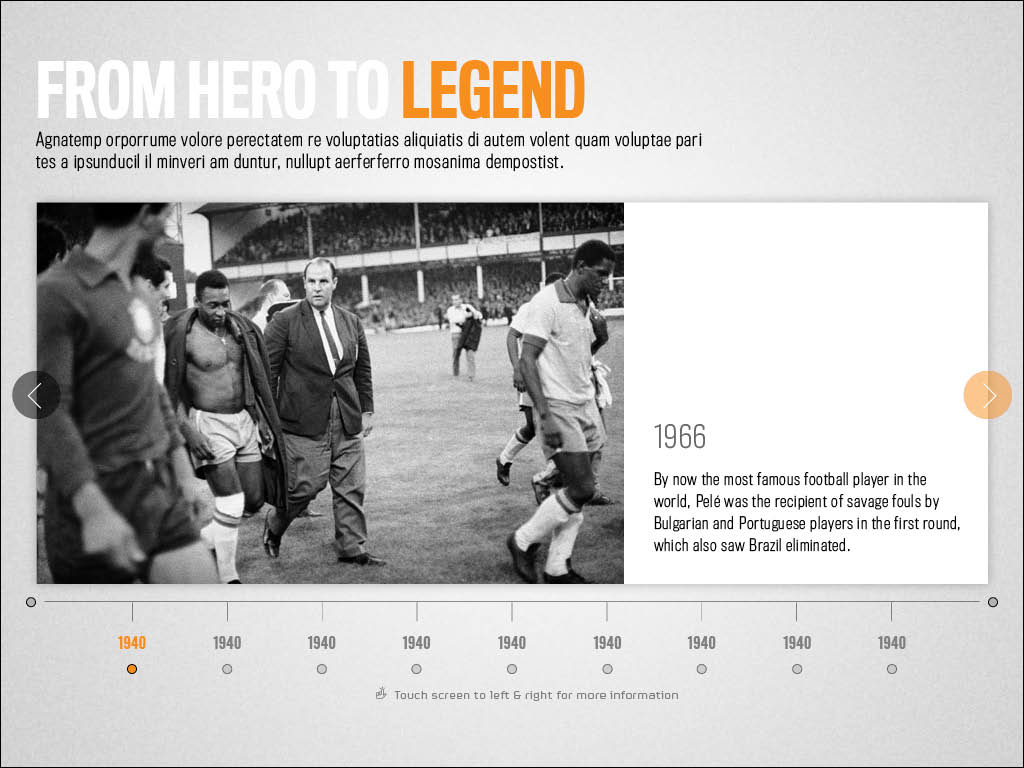 FROM HERO TO LEGEND
Agnatemp orporrume volore perectatem re voluptatias aliquiatis di autem volent quam voluptae pari
tes a ipsunducil il minveri am duntur, nullupt aerferferro mosanima dempostist.
1966
By now the most famous football player in the
world, Pelé was the recipient of savage fouls by
Bulgarian and Portuguese players in the first round,
which also saw Brazil eliminated.
1940 1940 1940 1940 1940 1940 1940 1940 1940
Touch screen to left & right for more information